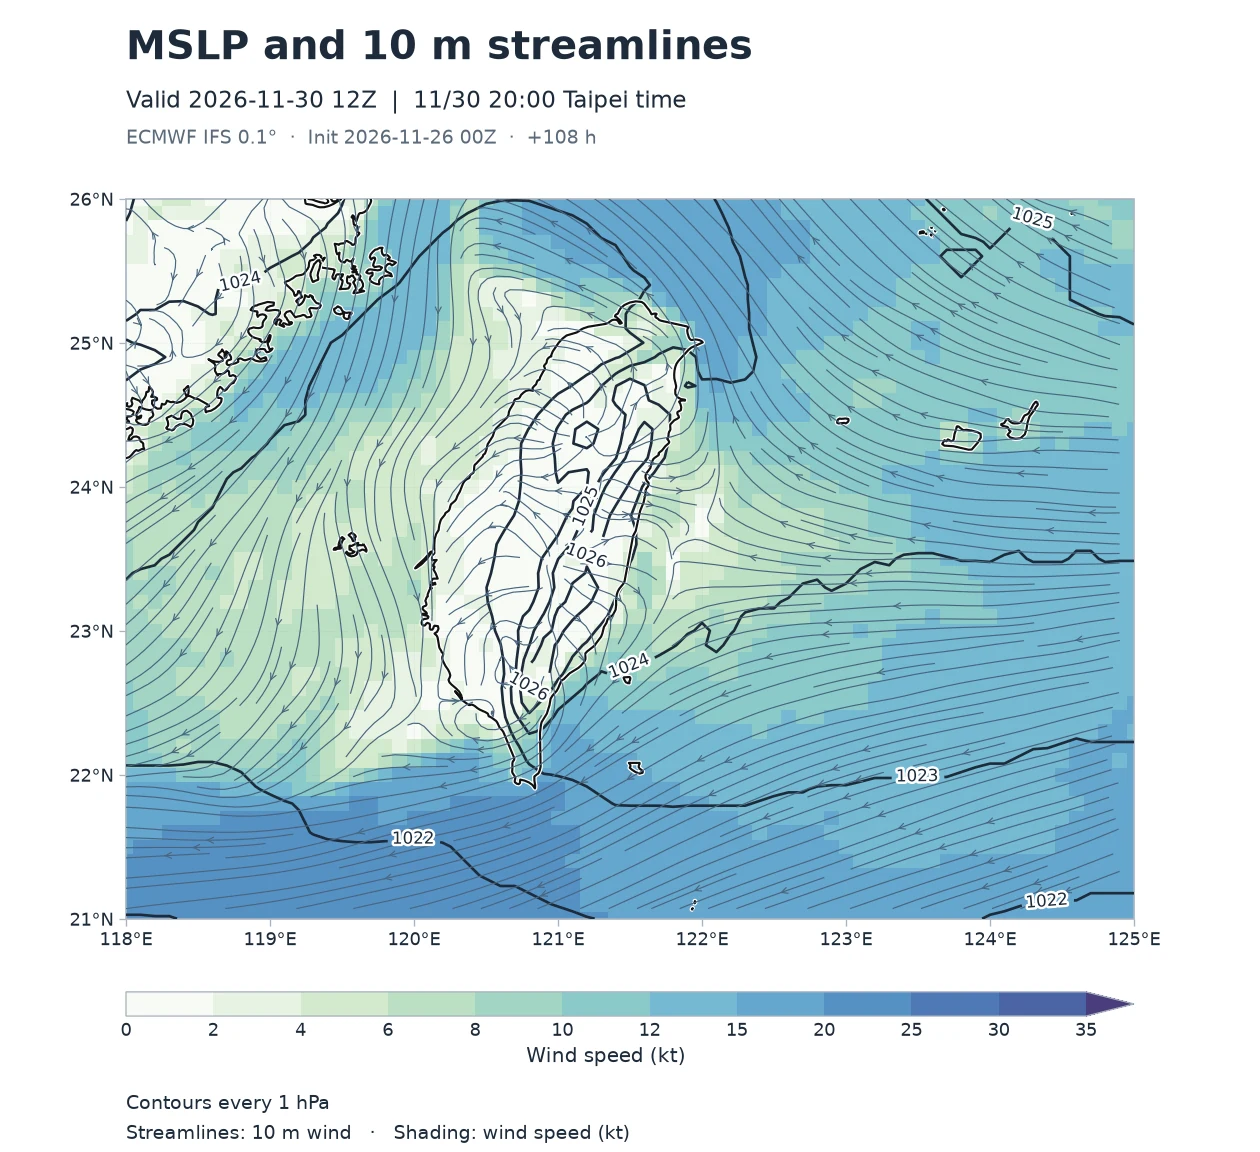 MSLP and 10 m streamlines
Valid 2026-11-30 12Z | 11/30 20:00 Taipei time
ECMWF IFS 0.1° · Init 2026-11-26 00Z · +108 h
26°N
25°N
24°N
23°N
22°N
21°N
1025
1024
1025
1026
1024
1026
1023
1022
1022
118°E 119°E 120°E 121°E 122°E 123°E 124°E 125°E
0 2 4 6 8 10 12 15 20 25 30 35
Wind speed (kt)
Contours every 1 hPa
Streamlines: 10 m wind · Shading: wind speed (kt)